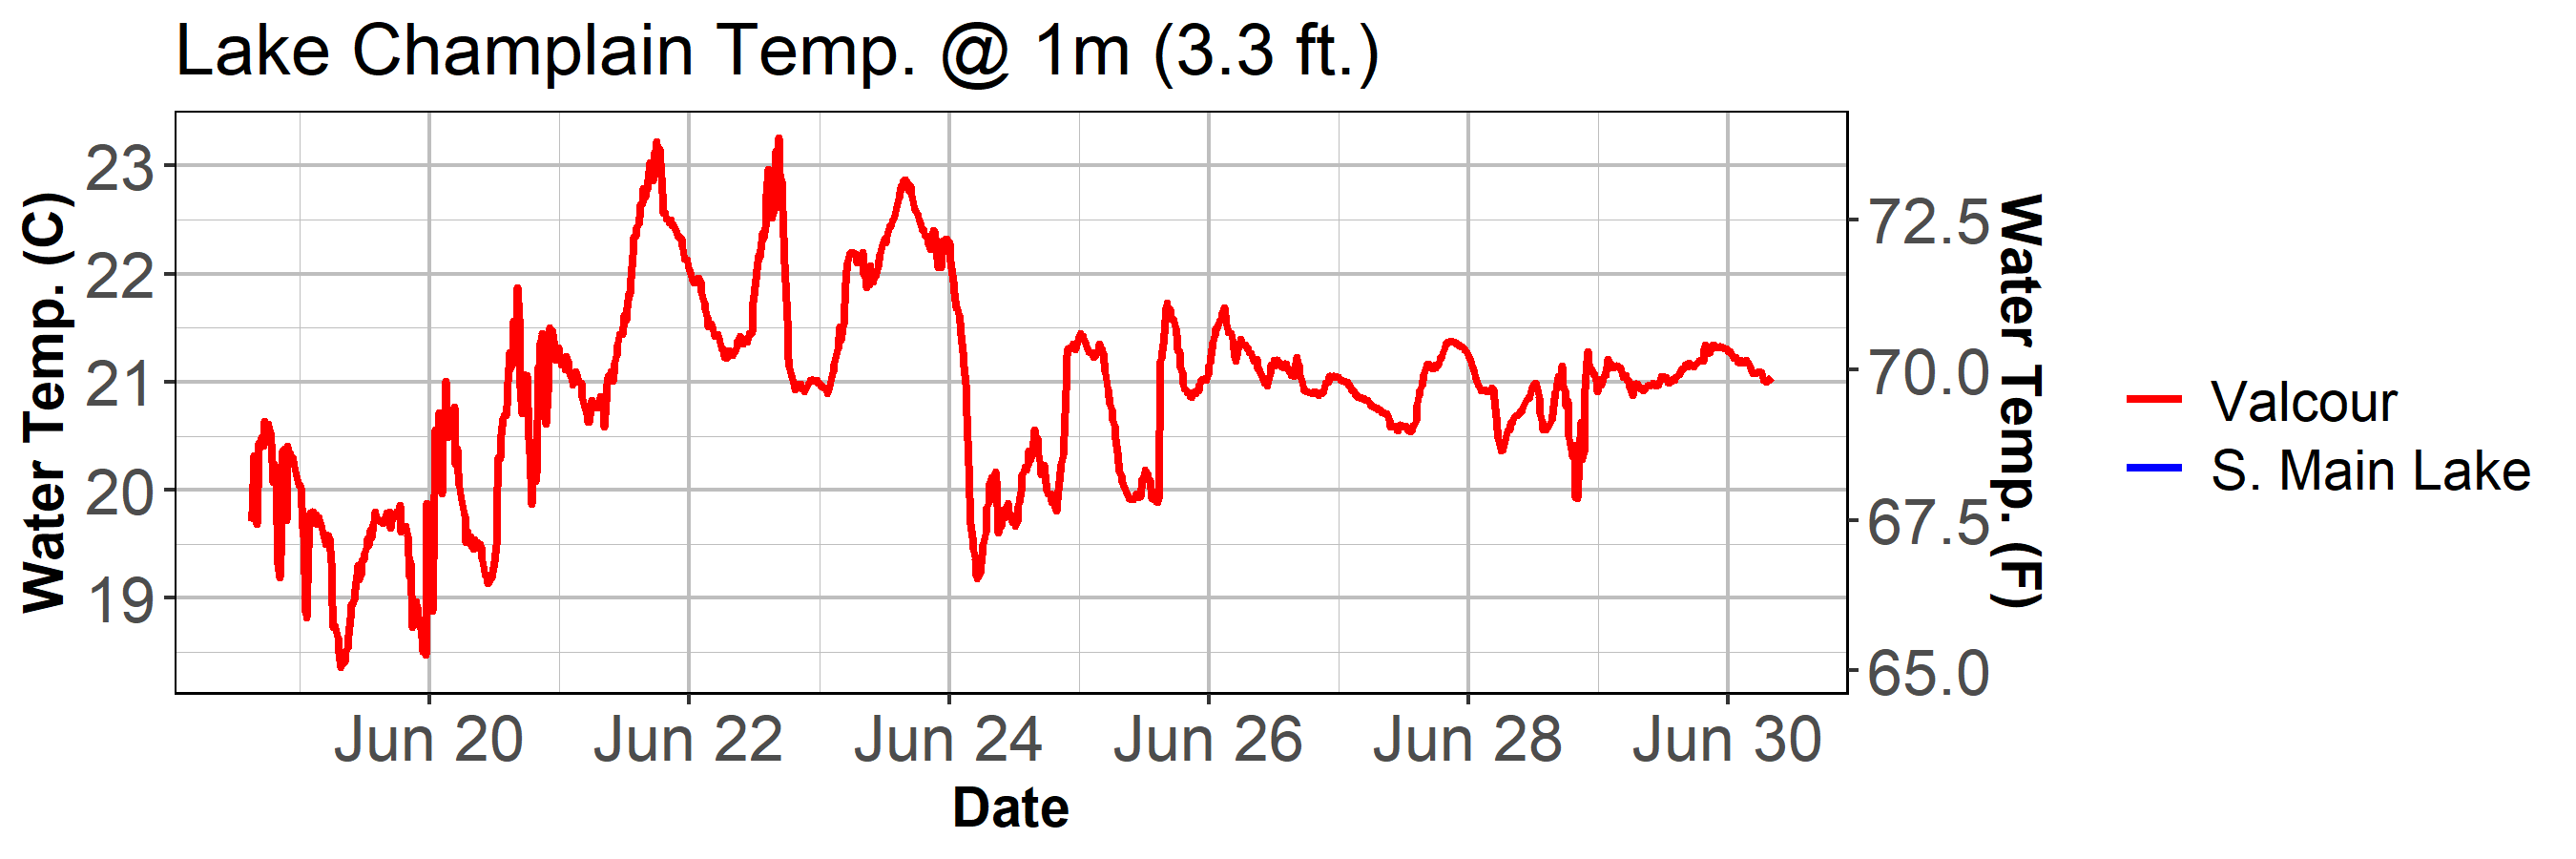 Lake Champlain Temp. @ 1m (3.3 ft.)
Water Temp. (C)
23
22
21
20
19
72.5
70.0
67.5
65.0
Water Temp. (F)
Jun 20
Jun 22
Jun 24
Jun 26
Jun 28
Jun 30
Date
Valcour
S. Main Lake